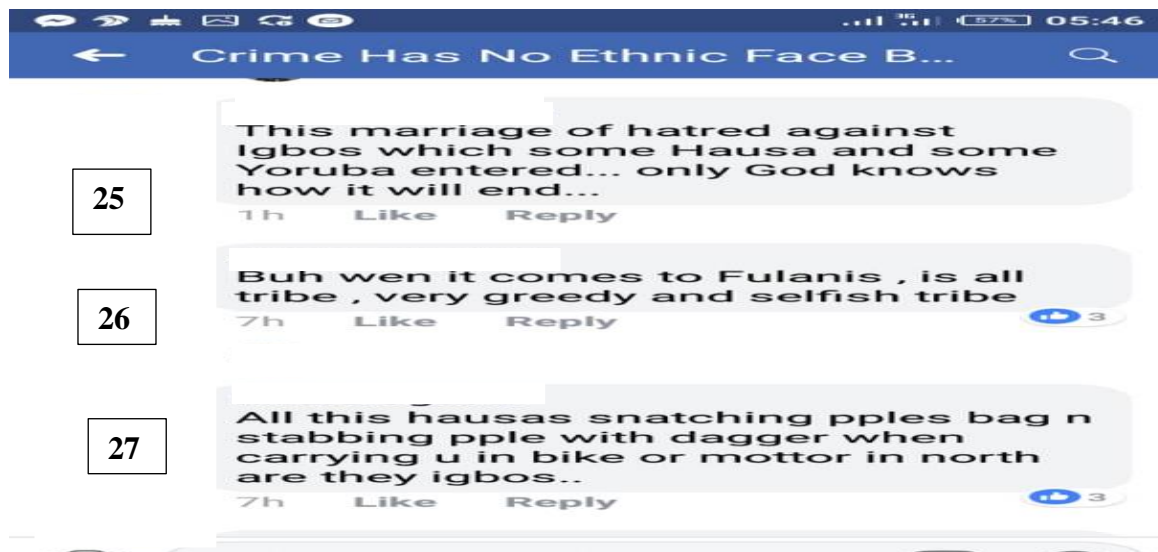 3G 57% 05:46
← Crime Has No Ethnic Face B...
This marriage of hatred against
Igbos which some Hausa and some
Yoruba entered... only God knows
how it will end...
25
1h Like Reply
Buh wen it comes to Fulanis , is all
tribe , very greedy and selfish tribe
26
7h Like Reply 3
All this hausas snatching pples bag n
stabbing pple with dagger when
27
carrying u in bike or mottor in north
are they igbos..
7h Like Reply 3